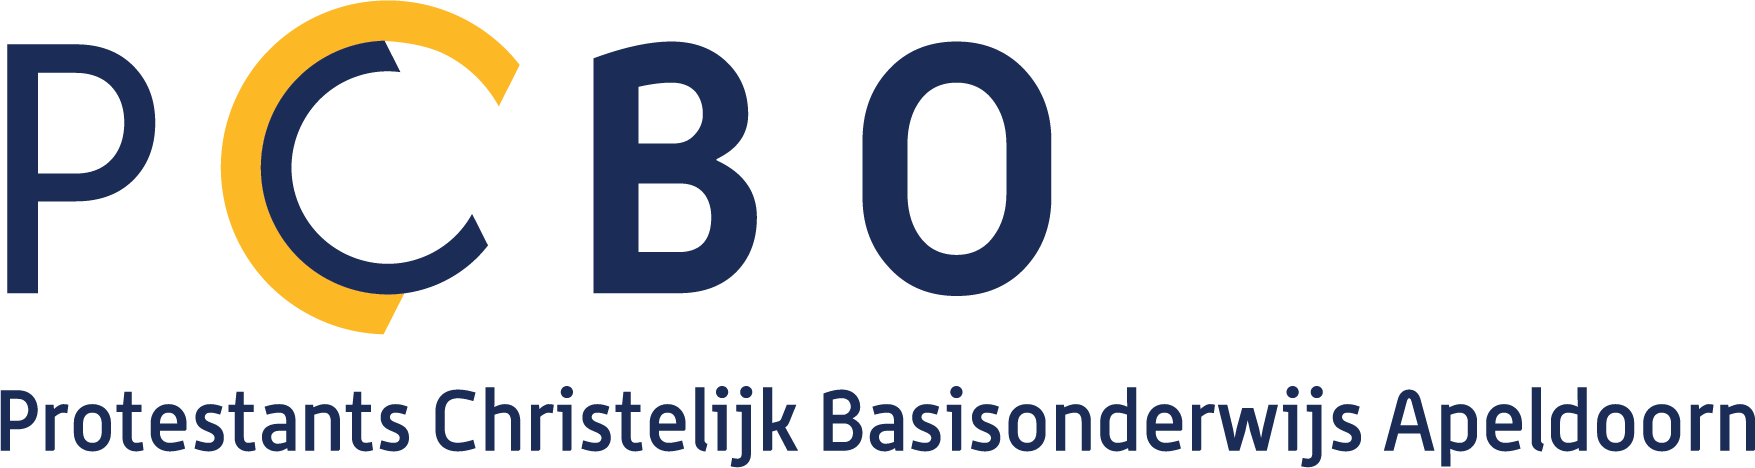 PCBO
Protestants Christelijk Basisonderwijs Apeldoorn